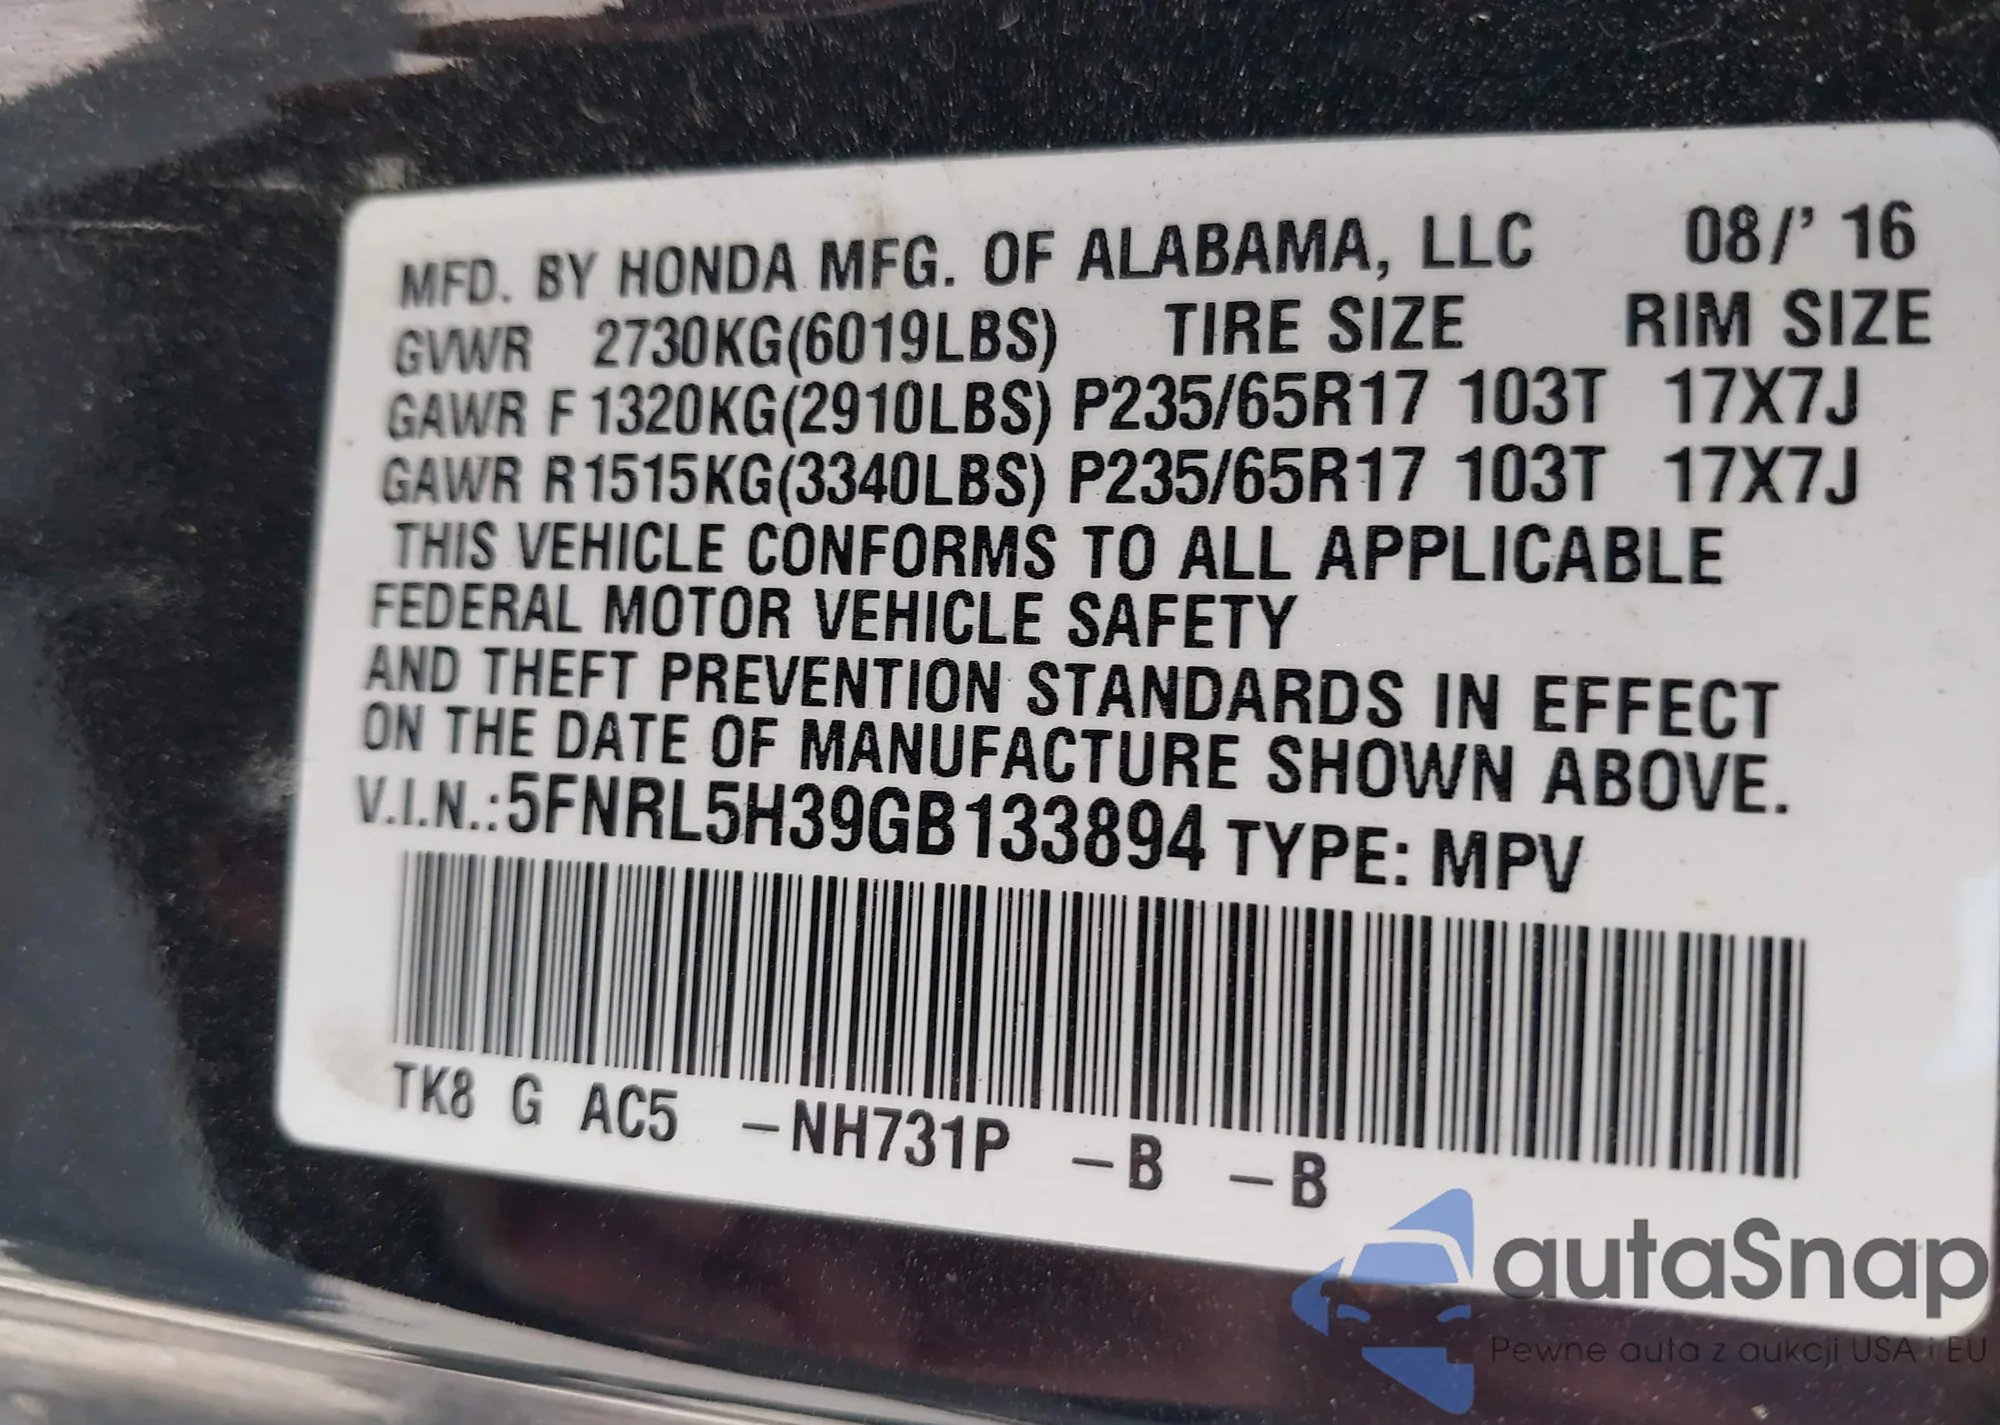 MFD. BY HONDA MFG. OF ALABAMA, LLC 08/' 16
GVWR 2730KG(6019LBS) TIRE SIZE RIM SIZE
GAWR F 1320KG(2910LBS) P235/65R17 103T 17X7J
GAWR R1515KG(3340LBS) P235/65R17 103T 17X7J
THIS VEHICLE CONFORMS TO ALL APPLICABLE
FEDERAL MOTOR VEHICLE SAFETY
AND THEFT PREVENTION STANDARDS IN EFFECT
ON THE DATE OF MANUFACTURE SHOWN ABOVE.
V.I.N.:5FNRL5H39GB133894 TYPE: MPV
TK8 G AC5 –NH731P –B –B
autaSnap
Pewne auta z aukcji USA i EU